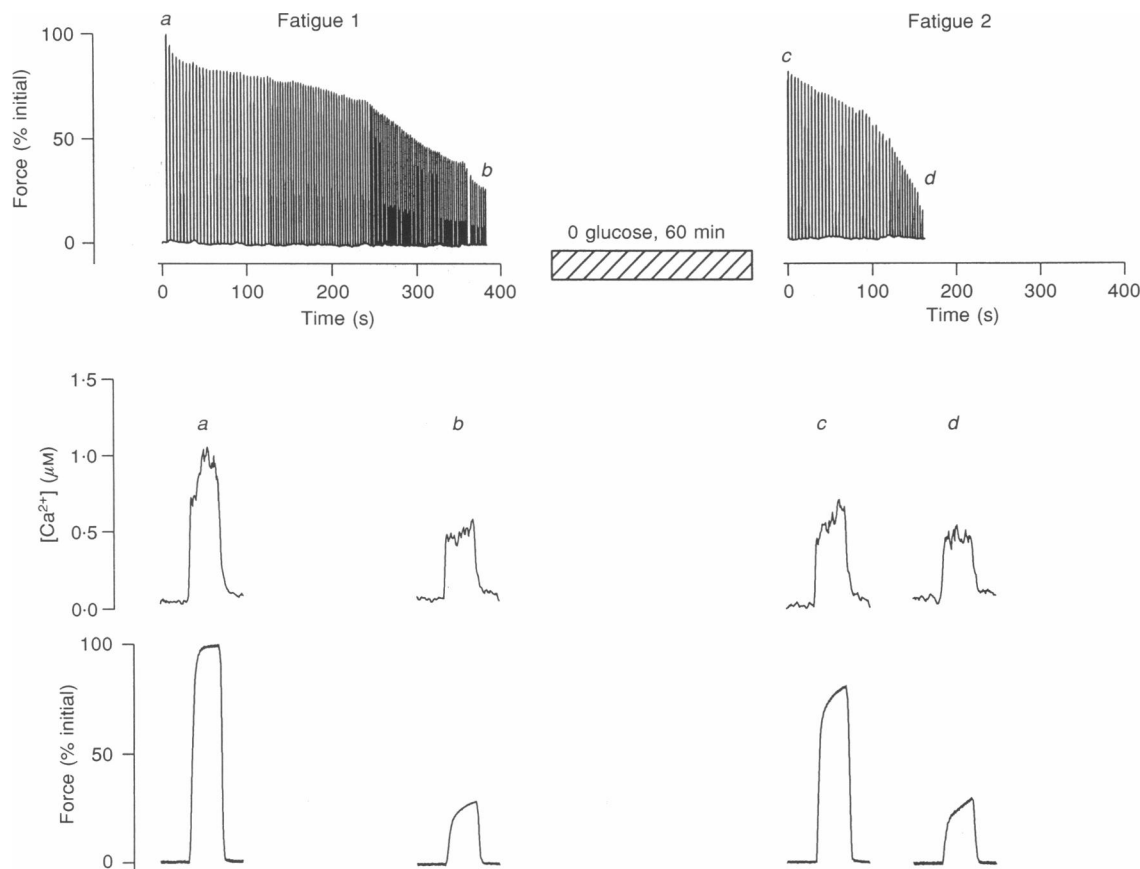 a
Fatigue 1
Fatigue 2
c
100
50
0
Force (% initial)
b
d
0 glucose, 60 min
0 100 200 300 400
Time (s)
0 100 200 300 400
Time (s)
1·5
1·0
0·5
0·0
[Ca²⁺] (μM)
a
b
c
d
100
50
0
Force (% initial)